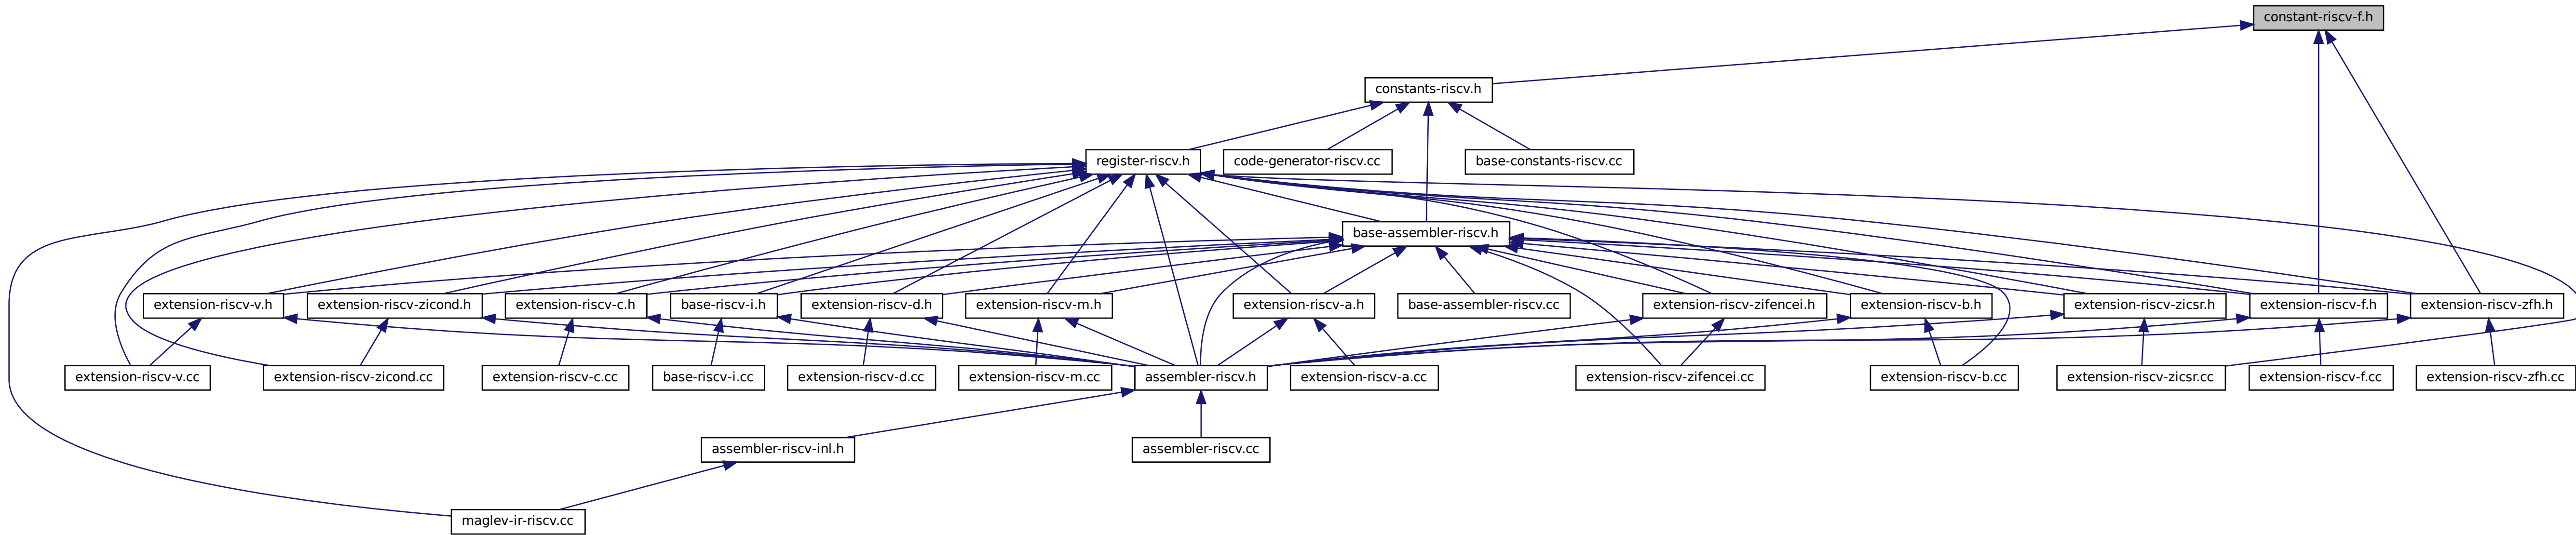 constant-riscv-f.h
constants-riscv.h
register-riscv.h
code-generator-riscv.cc
base-constants-riscv.cc
base-assembler-riscv.h
extension-riscv-v.h
extension-riscv-zicond.h
extension-riscv-c.h
base-riscv-i.h
extension-riscv-d.h
extension-riscv-m.h
extension-riscv-a.h
base-assembler-riscv.cc
extension-riscv-zifencei.h
extension-riscv-b.h
extension-riscv-zicsr.h
extension-riscv-f.h
extension-riscv-zfh.h
extension-riscv-v.cc
extension-riscv-zicond.cc
extension-riscv-c.cc
base-riscv-i.cc
extension-riscv-d.cc
extension-riscv-m.cc
assembler-riscv.h
extension-riscv-a.cc
extension-riscv-zifencei.cc
extension-riscv-b.cc
extension-riscv-zicsr.cc
extension-riscv-f.cc
extension-riscv-zfh.cc
assembler-riscv-inl.h
assembler-riscv.cc
maglev-ir-riscv.cc